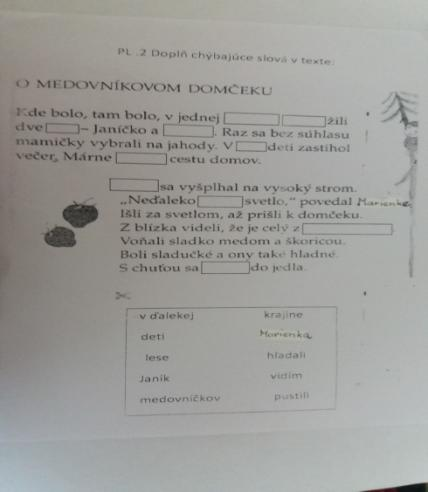 PL .2 Doplň chýbajúce slová v texte:
O MEDOVNÍKOVOM DOMČEKU
Kde bolo, tam bolo, v jednej žili
dve – Janíčko a . Raz sa bez súhlasu
mamičky vybrali na jahody. V deti zastihol
večer, Márne cestu domov.
sa vyšplhal na vysoký strom.
„Neďaleko svetlo,“ povedal Marienke.
Išli za svetlom, až prišli k domčeku.
Z blízka videli, že je celý z
Voňali sladko medom a škoricou.
Boli sladučké a ony také hladné.
S chuťou sa do jedla.
v ďalekej krajine
deti Marienka
lese hľadali
Janík vidím
medovníčkov pustili